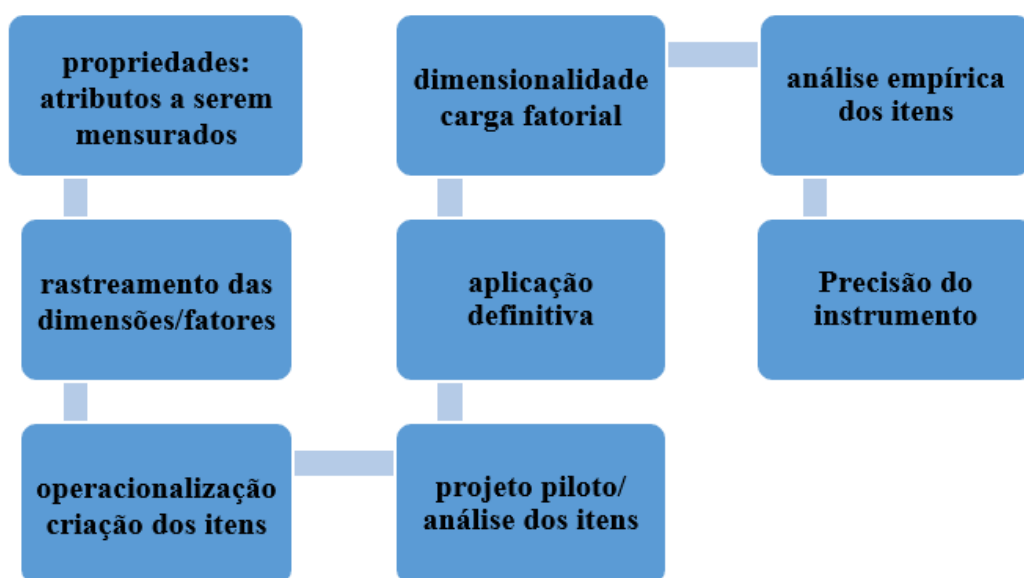 propriedades:
atributos a serem
mensurados
rastreamento das
dimensões/fatores
operacionalização
criação dos itens
projeto piloto/
análise dos itens
aplicação
definitiva
dimensionalidade
carga fatorial
análise empírica
dos itens
Precisão do
instrumento